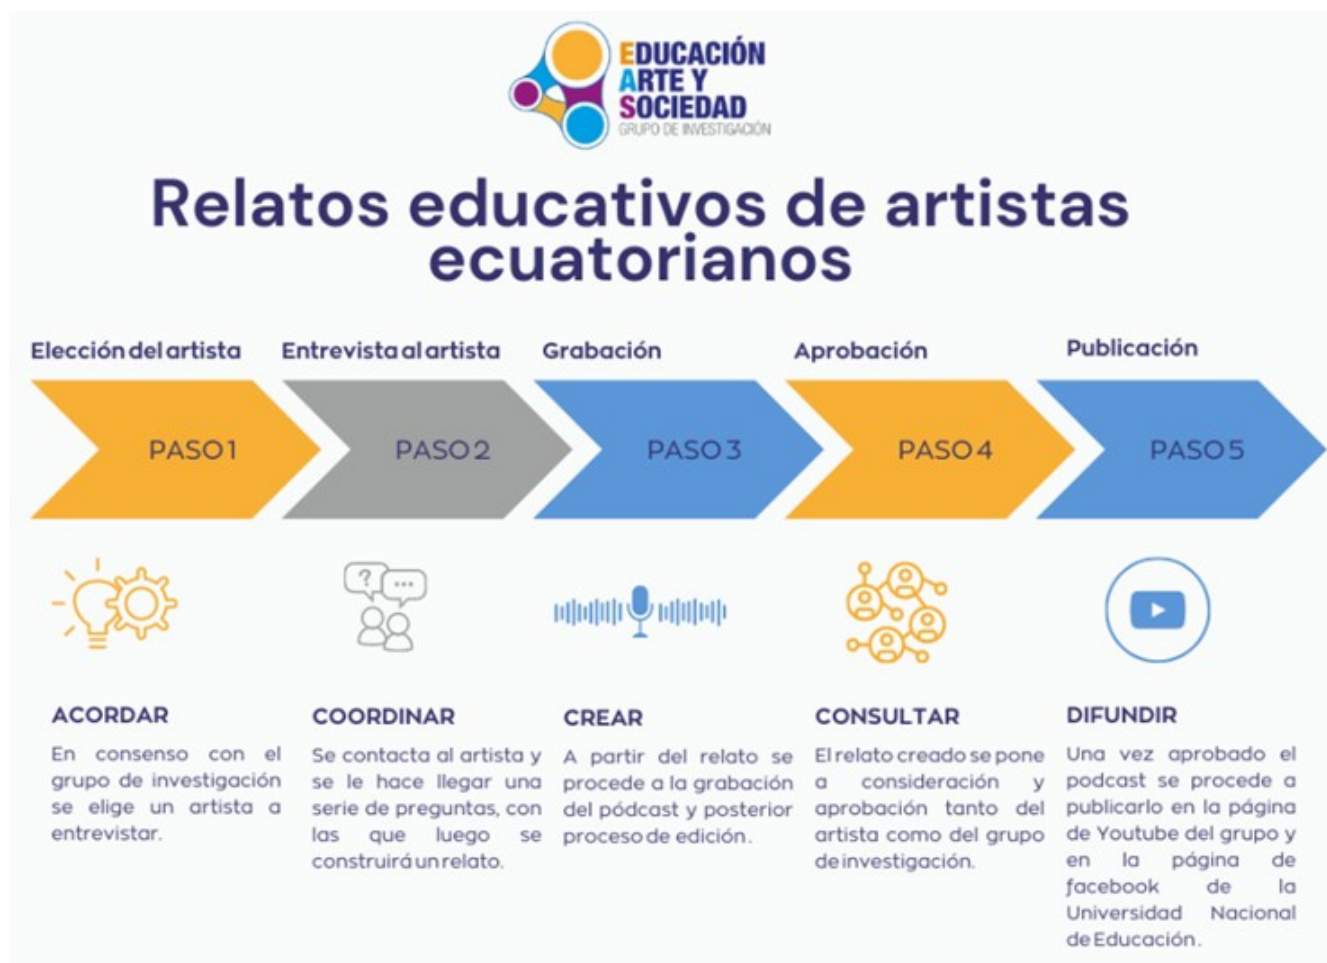 EDUCACIÓN
ARTE Y
SOCIEDAD
GRUPO DE INVESTIGACIÓN
Relatos educativos de artistas
ecuatorianos
Elección del artista
Entrevista al artista
Grabación
Aprobación
Publicación
PASO 1
PASO 2
PASO 3
PASO 4
PASO 5
?
...
ACORDAR
En consenso con el
grupo de investigación
se elige un artista a
entrevistar.
COORDINAR
Se contacta al artista y
se le hace llegar una
serie de preguntas, con
las que luego se
construirá un relato.
CREAR
A partir del relato se
procede a la grabación
del pódcast y posterior
proceso de edición.
CONSULTAR
El relato creado se pone
a consideración y
aprobación tanto del
artista como del grupo
de investigación.
DIFUNDIR
Una vez aprobado el
podcast se procede a
publicarlo en la página
de Youtube del grupo y
en la página de
facebook de la
Universidad Nacional
de Educación.